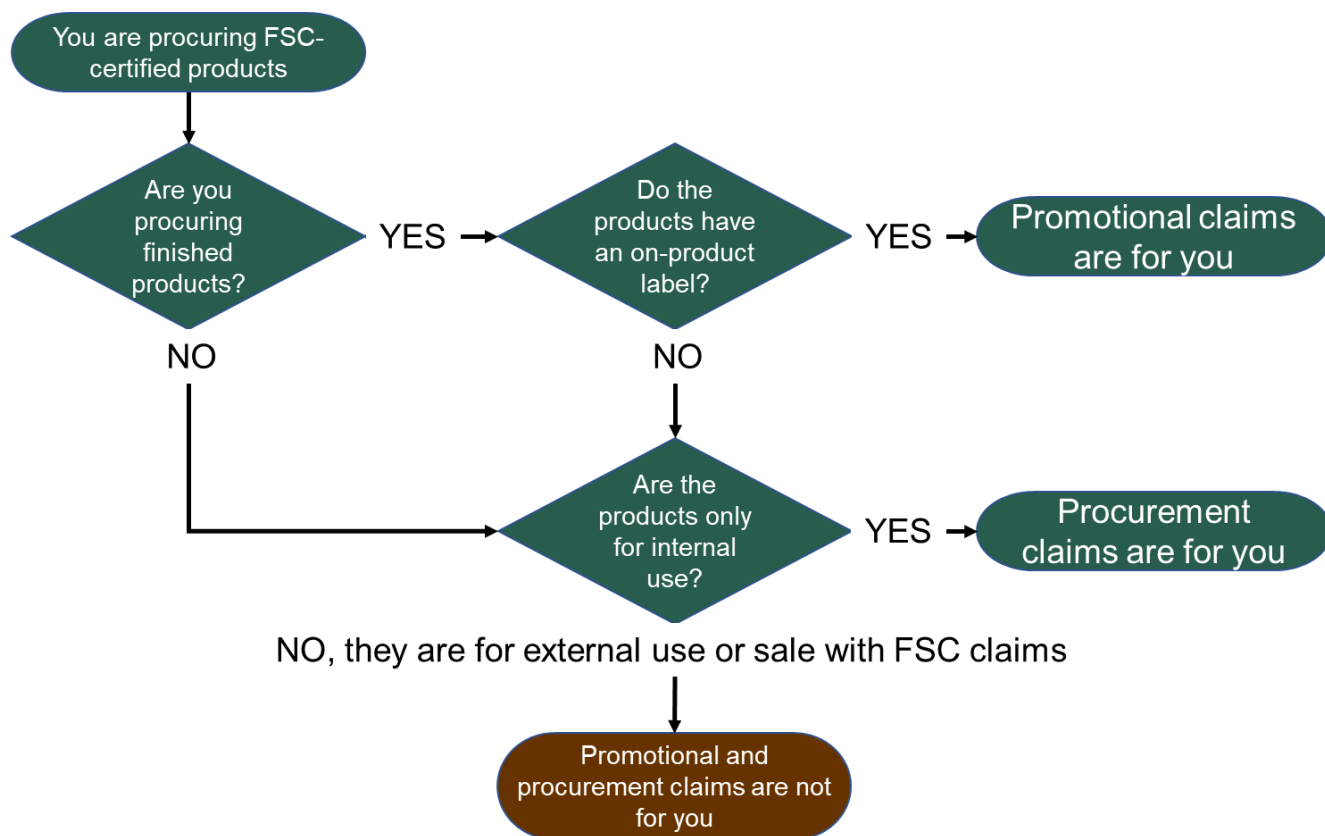 You are procuring FSC-
certified products
Are you
procuring
finished
products?
YES
Do the
products have
an on-product
label?
YES
Promotional claims
are for you
NO
NO
Are the
products only
for internal
use?
YES
Procurement
claims are for you
NO, they are for external use or sale with FSC claims
Promotional and
procurement claims are not
for you